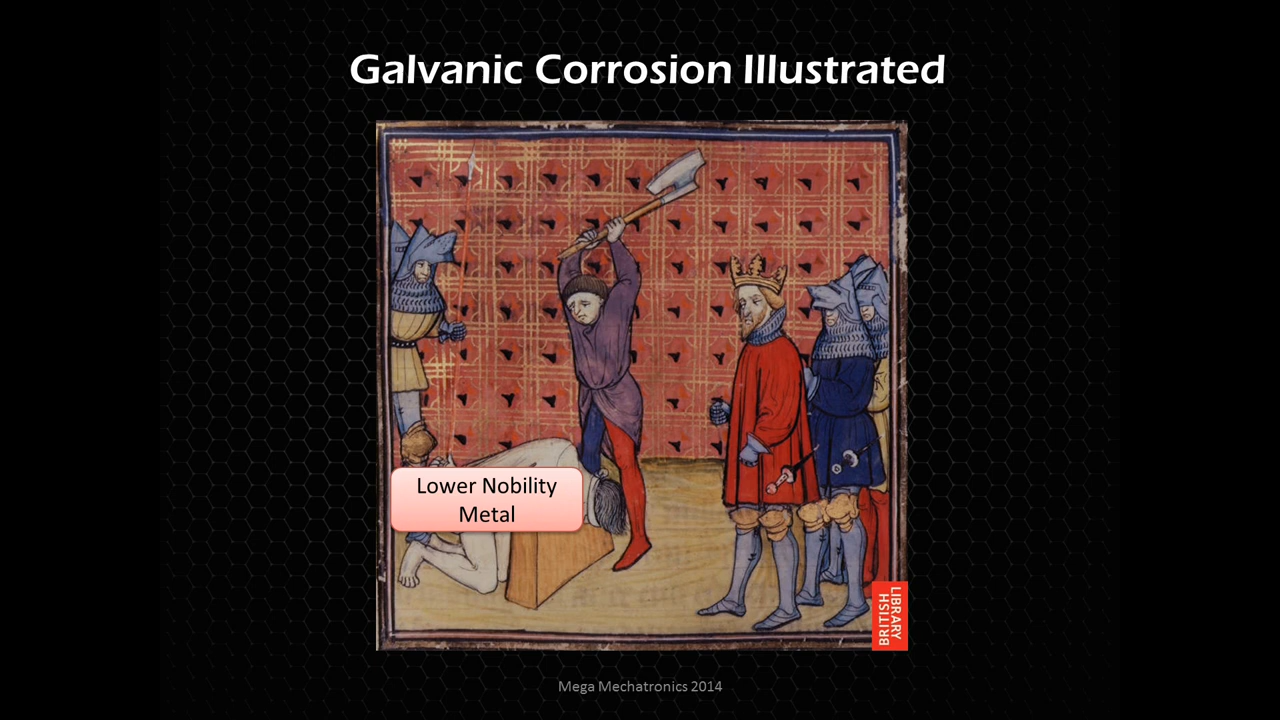 Galvanic Corrosion Illustrated
Lower Nobility
Metal
LIBRARY
BRITISH
Mega Mechatronics 2014